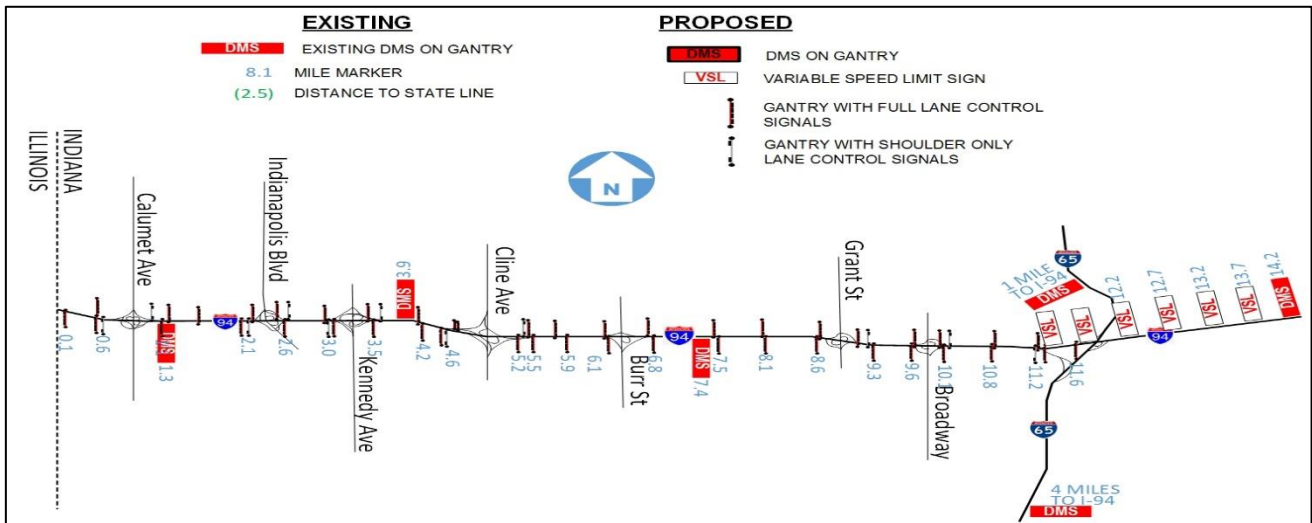 EXISTING
DMS EXISTING DMS ON GANTRY
8.1 MILE MARKER
(2.5) DISTANCE TO STATE LINE
PROPOSED
DMS DMS ON GANTRY
VSL VARIABLE SPEED LIMIT SIGN
GANTRY WITH FULL LANE CONTROL
SIGNALS
GANTRY WITH SHOULDER ONLY
LANE CONTROL SIGNALS
N
ILLINOIS
INDIANA
Calumet Ave
Indianapolis Blvd
Kennedy Ave
Cline Ave
Burr St
Grant St
Broadway
0.1
0.6
DMS
1.3
94
2.1
2.6
3.0
3.5
DMS
3.9
4.2
4.6
5.2
5.5
5.9
6.1
6.8
94
DMS
7.4
7.5
8.1
8.6
9.3
9.6
10.1
10.8
11.2
11.6
65
1 MILE
TO I-94
DMS
VSL
VSL
VSL
12.2
VSL
12.7
VSL
13.2
VSL
13.7
DMS
14.2
94
65
4 MILES
TO I-94
DMS